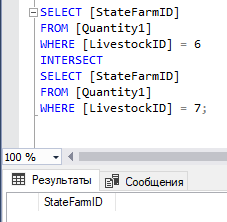 SELECT [StateFarmID]
FROM [Quantity1]
WHERE [LivestockID] = 6
INTERSECT
SELECT [StateFarmID]
FROM [Quantity1]
WHERE [LivestockID] = 7;
100 %
Результаты Сообщения
StateFarmID